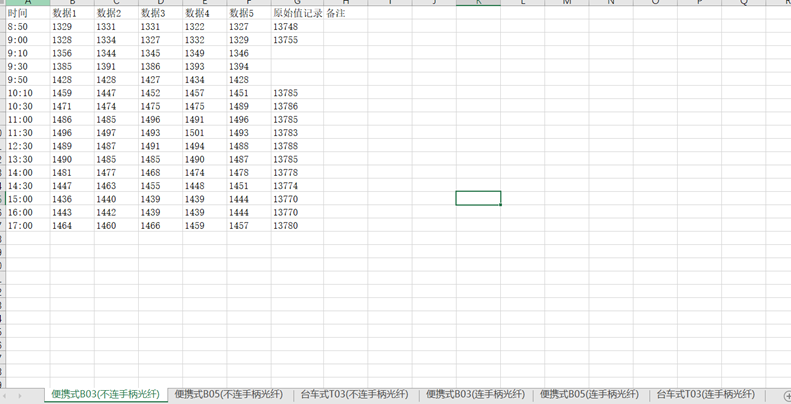 A B C D E F G H I J K L M N O P Q R
时间 数据1 数据2 数据3 数据4 数据5 原始值记录 备注
8:50 1329 1331 1331 1322 1327 13748
9:00 1328 1334 1327 1332 1329 13755
9:10 1356 1344 1345 1349 1346
9:30 1385 1391 1386 1393 1394
9:50 1428 1428 1427 1434 1428
10:10 1459 1447 1452 1457 1451 13785
10:30 1471 1474 1475 1475 1489 13786
11:00 1486 1485 1496 1491 1496 13785
11:30 1496 1497 1493 1501 1493 13783
12:30 1489 1487 1491 1494 1488 13788
13:30 1490 1485 1485 1490 1487 13785
14:00 1481 1477 1468 1474 1478 13778
14:30 1447 1463 1455 1448 1451 13774
15:00 1436 1440 1439 1439 1444 13770
16:00 1443 1442 1439 1439 1444 13770
17:00 1464 1460 1466 1459 1457 13780
便携式B03(不连手柄光纤) 便携式B05(不连手柄光纤) 台车式T03(不连手柄光纤) 便携式B03(连手柄光纤) 便携式B05(连手柄光纤) 台车式T03(连手柄光纤)